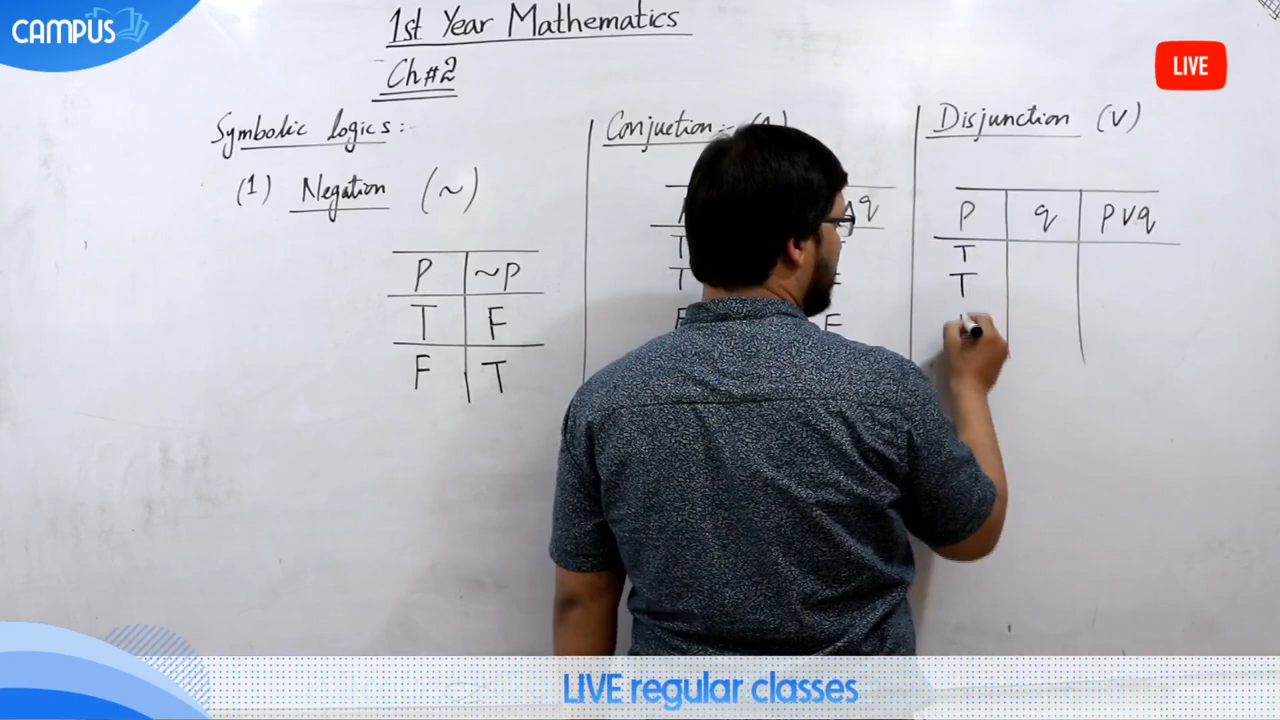 CAMPUS
1st Year Mathematics
Ch#2
LIVE
Symbolic logics:
(1) Negation (~)
P ~P
T F
F T
Conjuction:
q
T
T
F F
Disjunction (V)
P q PVq
T
T
LIVE regular classes